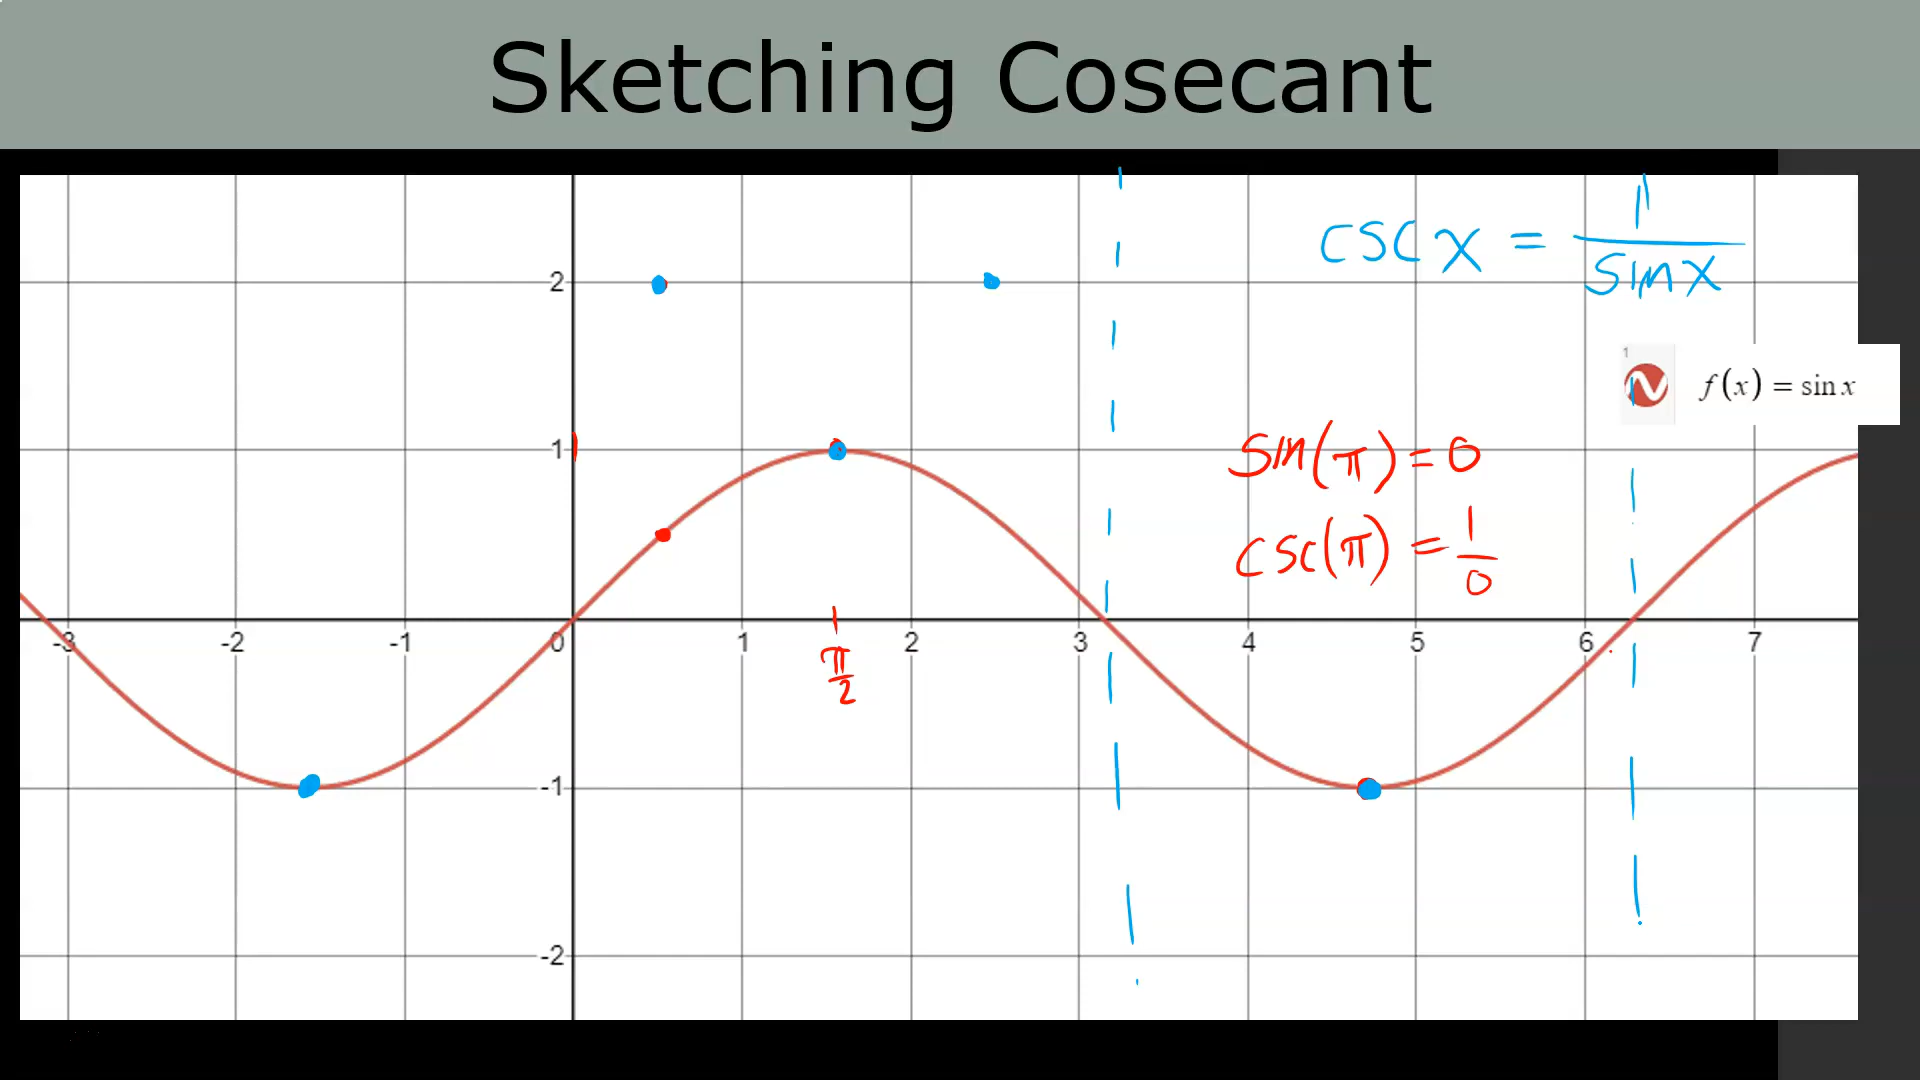 Sketching Cosecant
csc x = 1/sin x
1
f(x) = sin x
2
1
sin(π) = 0
csc(π) = 1/0
-3 -2 -1 0 1 2 3 4 5 6 7
π/2
-1
-2